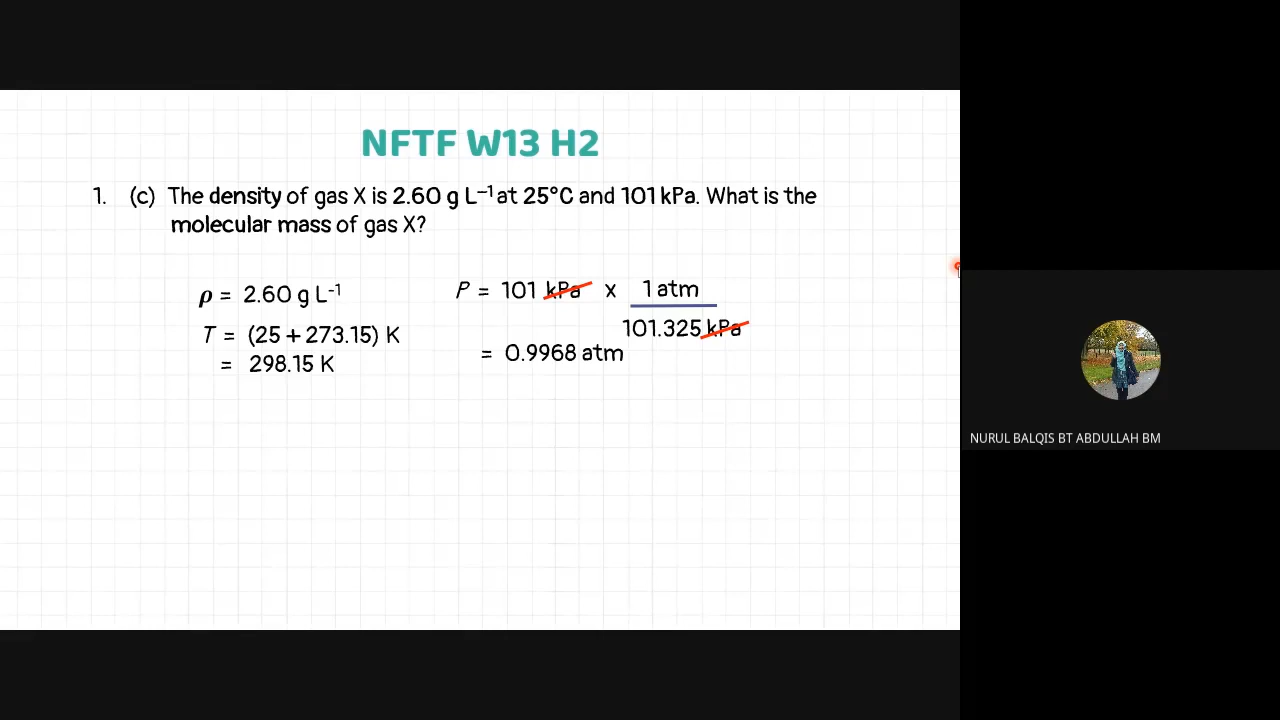 NFTF W13 H2
1. (c) The density of gas X is 2.60 g L⁻¹ at 25°C and 101 kPa. What is the
molecular mass of gas X?
ρ = 2.60 g L⁻¹
T = (25 + 273.15) K
= 298.15 K
P = 101 kPa x 1 atm
101.325 kPa
= 0.9968 atm
NURUL BALQIS BT ABDULLAH BM